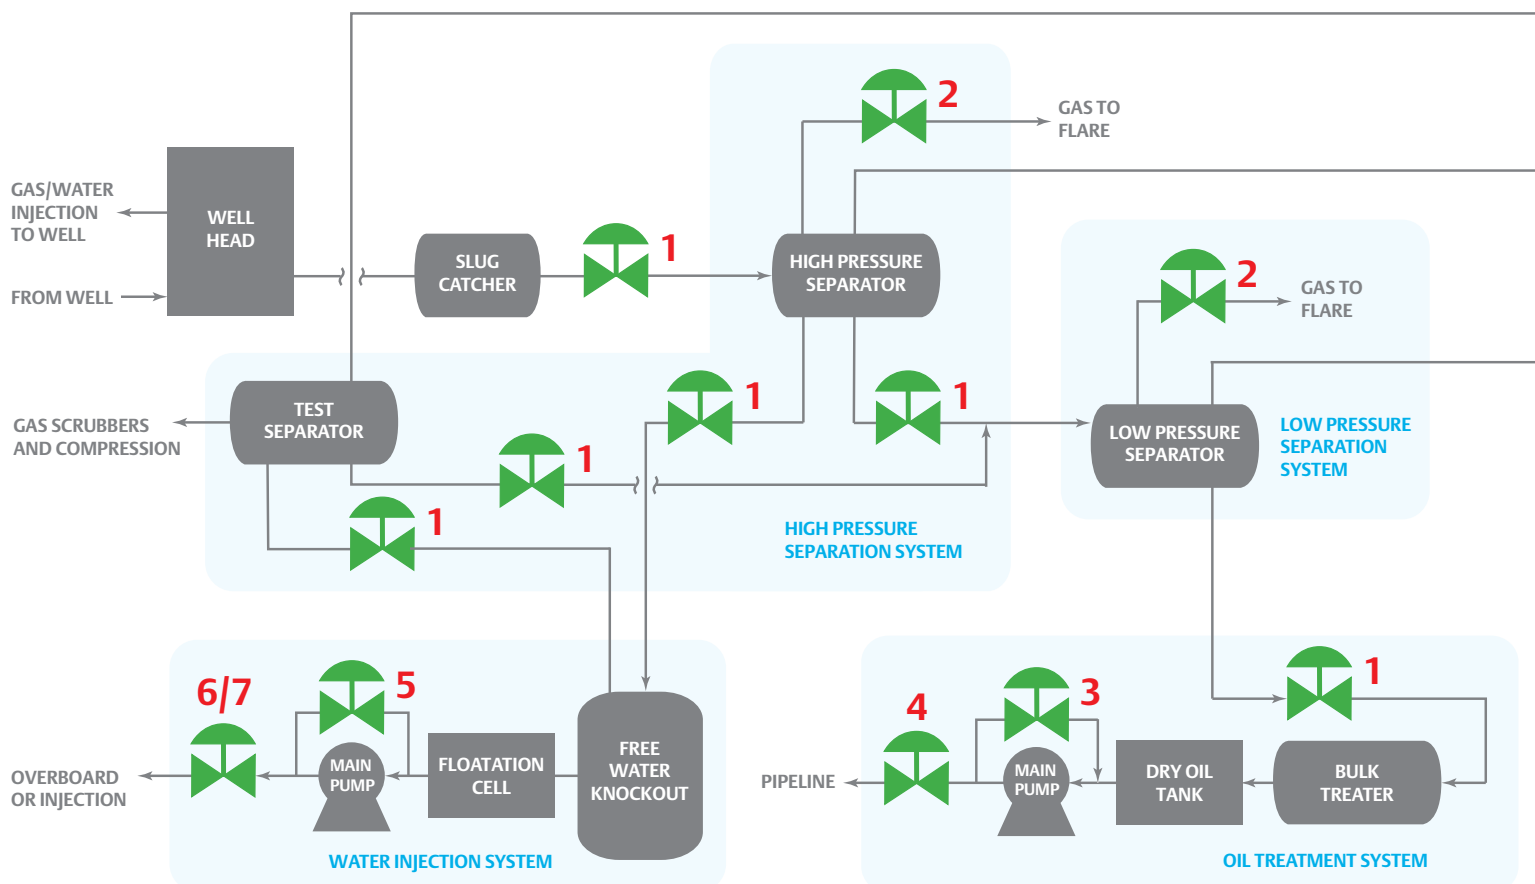 2
GAS TO
FLARE
GAS/WATER
INJECTION
TO WELL
WELL
HEAD
FROM WELL
SLUG
CATCHER
1
HIGH PRESSURE
SEPARATOR
2
GAS TO
FLARE
TEST
SEPARATOR
GAS SCRUBBERS
AND COMPRESSION
1
1
LOW PRESSURE
SEPARATOR
LOW PRESSURE
SEPARATION
SYSTEM
1
1
HIGH PRESSURE
SEPARATION SYSTEM
6/7
5
MAIN
PUMP
FLOATATION
CELL
FREE
WATER
KNOCKOUT
OVERBOARD
OR INJECTION
WATER INJECTION SYSTEM
1
3
4
PIPELINE
MAIN
PUMP
DRY OIL
TANK
BULK
TREATER
OIL TREATMENT SYSTEM